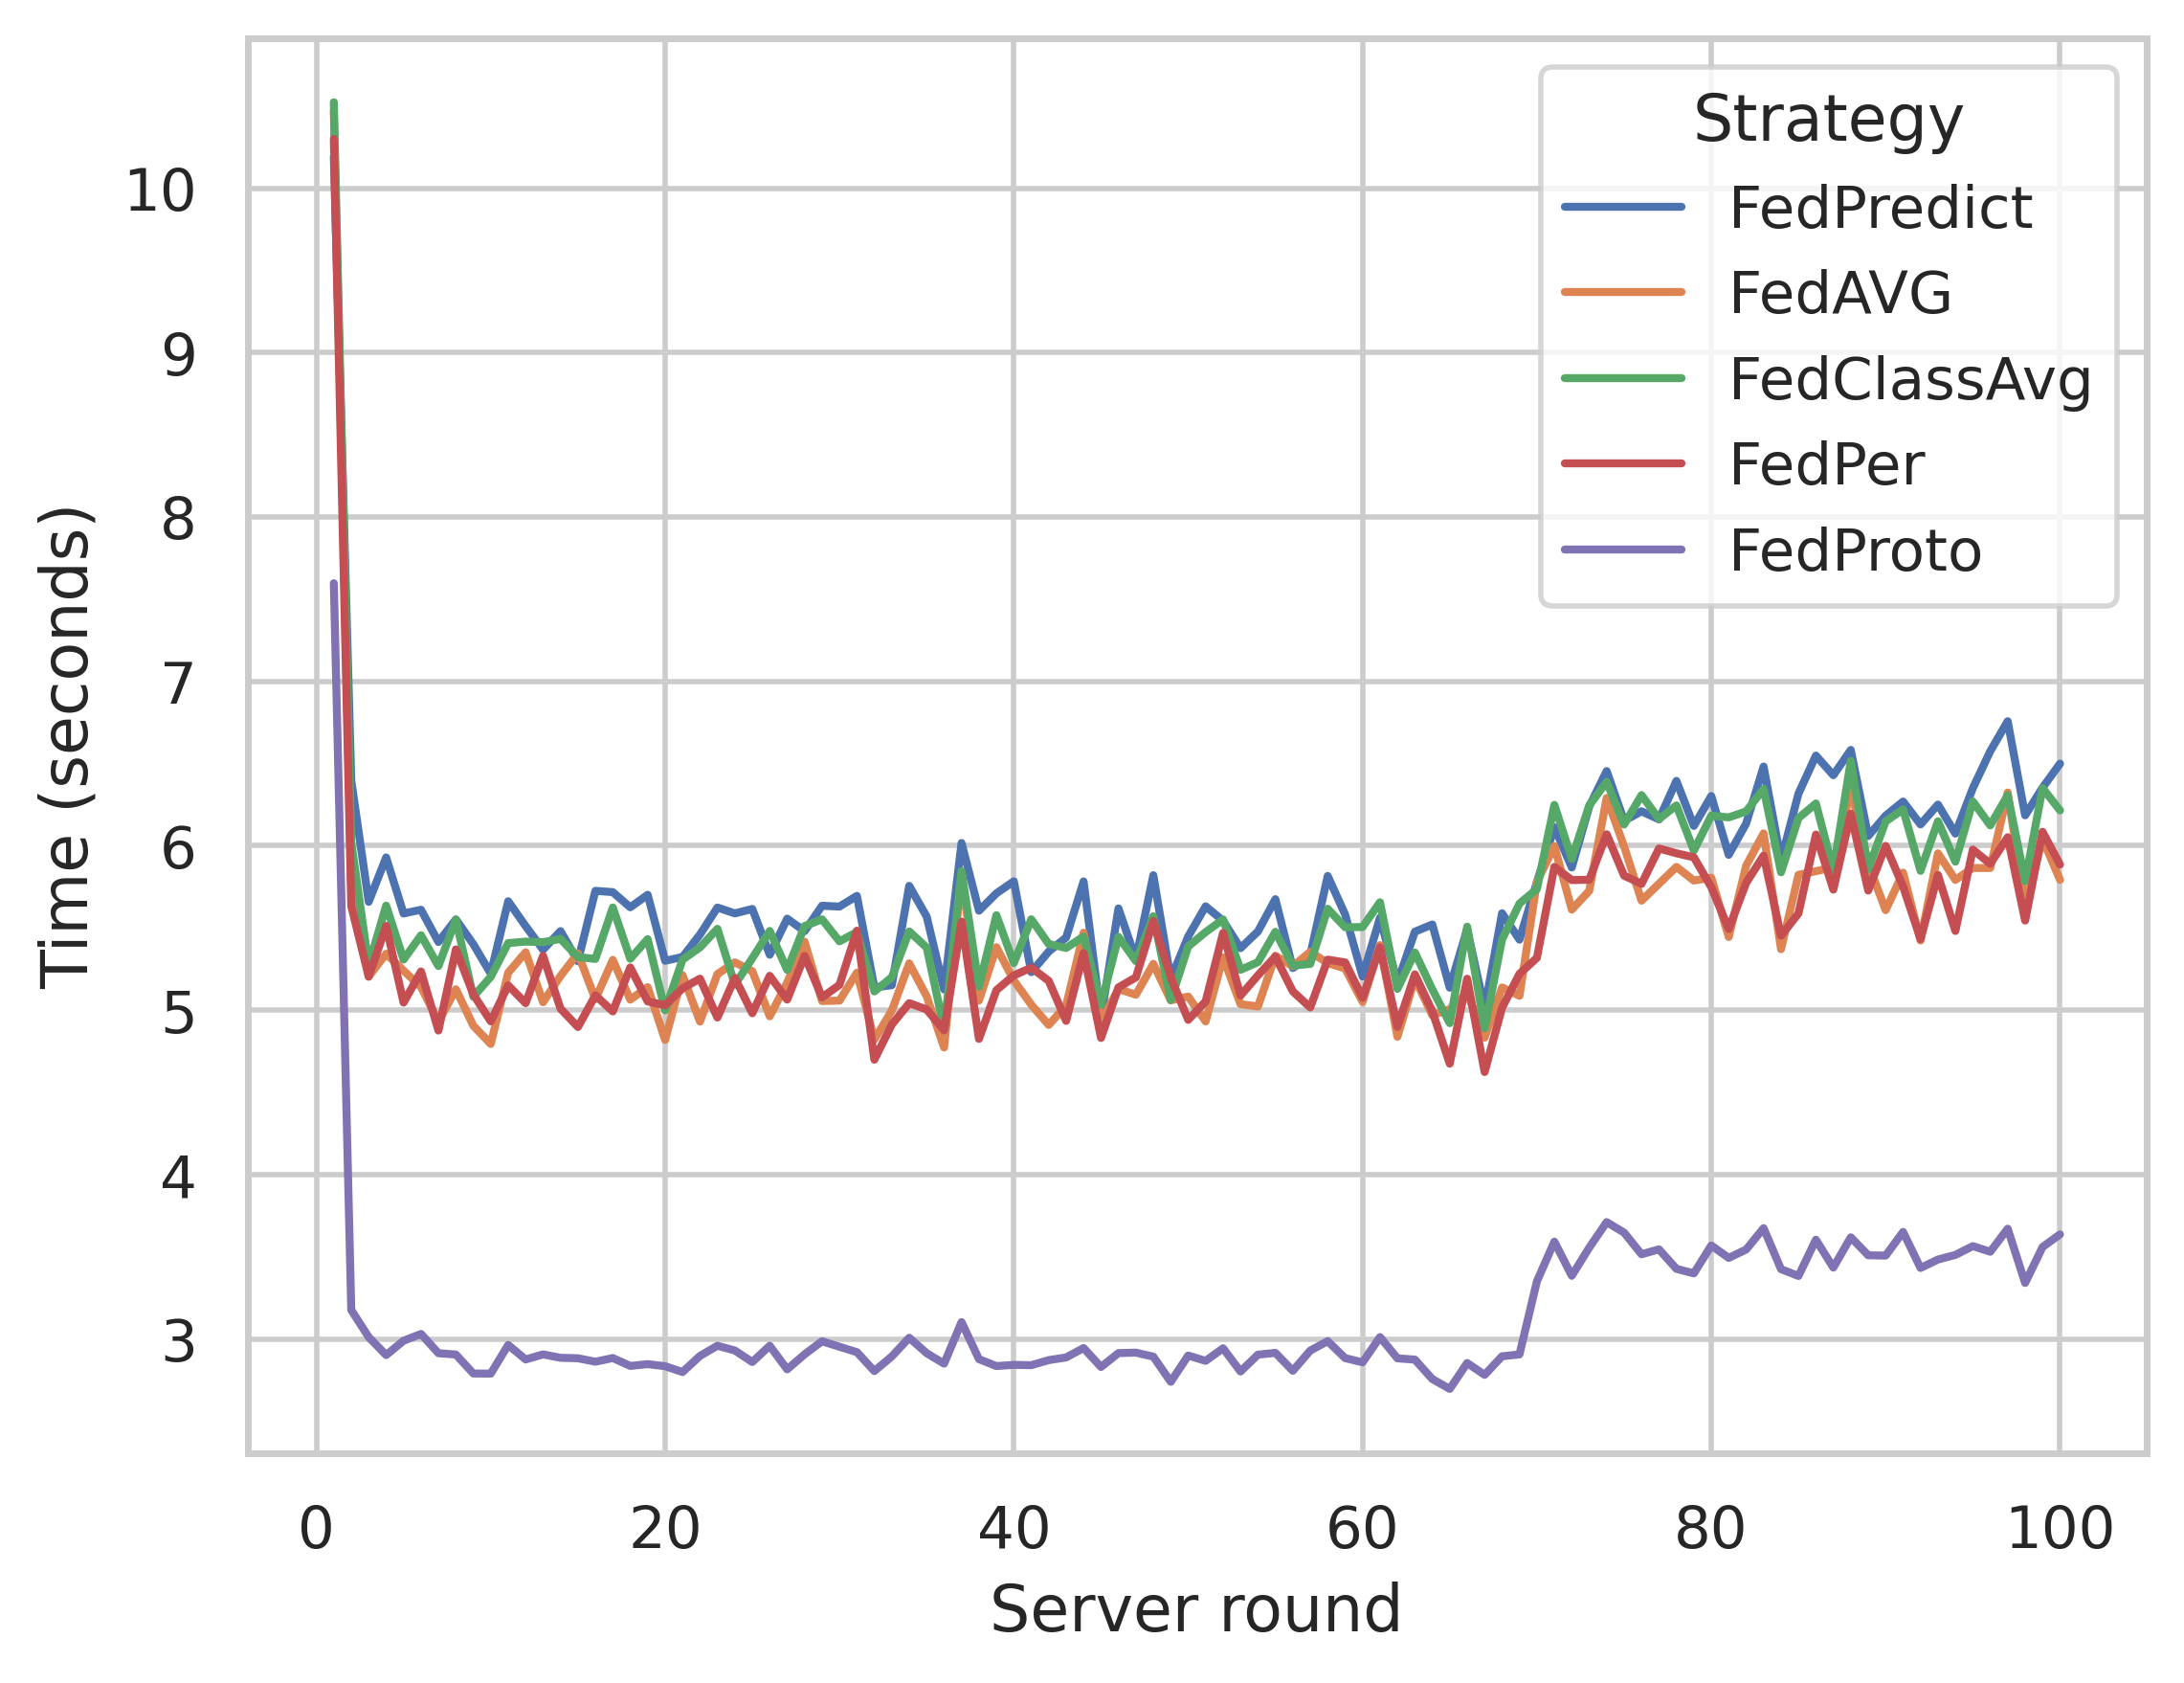 Strategy
FedPredict
FedAVG
FedClassAvg
FedPer
FedProto
Time (seconds)
10
9
8
7
6
5
4
3
0 20 40 60 80 100
Server round